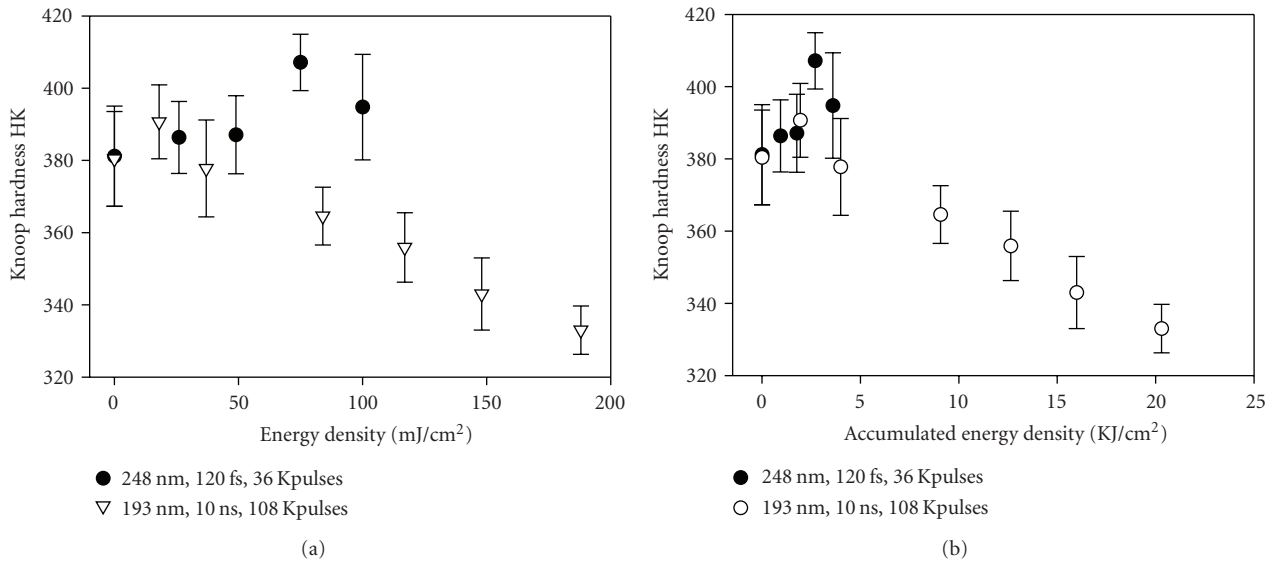 420
400
380
360
340
320
Knoop hardness HK
0
50
100
150
200
Energy density (mJ/cm²)
248 nm, 120 fs, 36 Kpulses
193 nm, 10 ns, 108 Kpulses
(a)
420
400
380
360
340
320
Knoop hardness HK
0
5
10
15
20
25
Accumulated energy density (KJ/cm²)
248 nm, 120 fs, 36 Kpulses
193 nm, 10 ns, 108 Kpulses
(b)